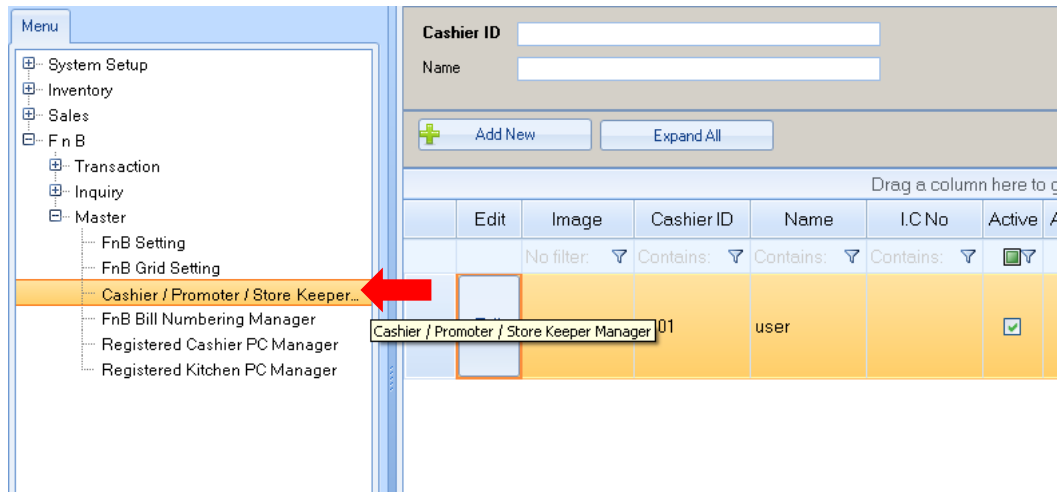 Menu
System Setup
Inventory
Sales
F n B
Transaction
Inquiry
Master
FnB Setting
FnB Grid Setting
Cashier / Promoter / Store Keeper...
FnB Bill Numbering Manager
Registered Cashier PC Manager
Registered Kitchen PC Manager
Cashier / Promoter / Store Keeper Manager
Cashier ID
Name
Add New Expand All
Drag a column here to g
Edit Image Cashier ID Name I.C No Active A
No filter: Contains: Contains: Contains:
01 user